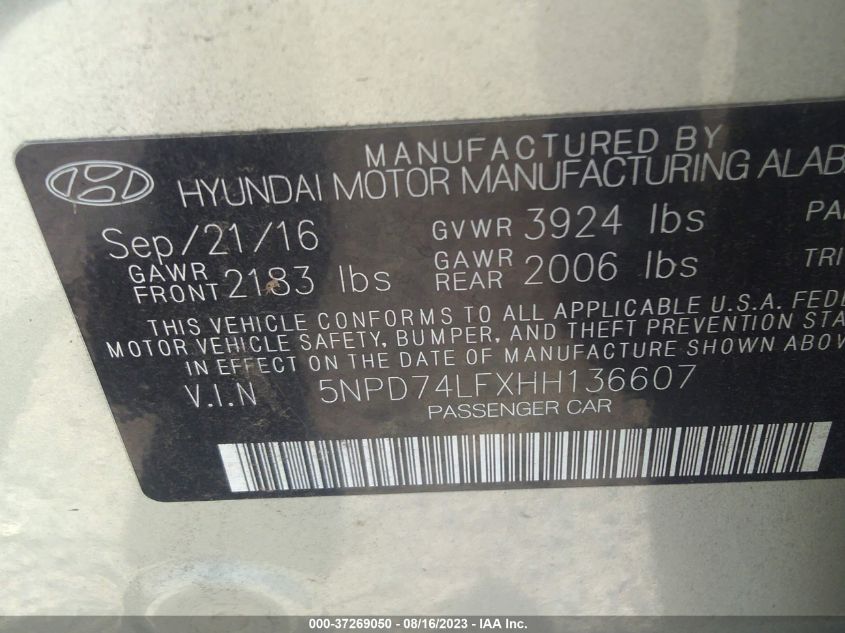 MANUFACTURED BY
HYUNDAI MOTOR MANUFACTURING ALAB
Sep/21/16 GVWR 3924 lbs PA
GAWR FRONT 2183 lbs GAWR REAR 2006 lbs TRI
THIS VEHICLE CONFORMS TO ALL APPLICABLE U.S.A. FEDE
MOTOR VEHICLE SAFETY, BUMPER, AND THEFT PREVENTION STA
IN EFFECT ON THE DATE OF MANUFACTURE SHOWN ABOV
V.I.N 5NPD74LFXHH136607
PASSENGER CAR
000-37269050 - 08/16/2023 - IAA Inc.